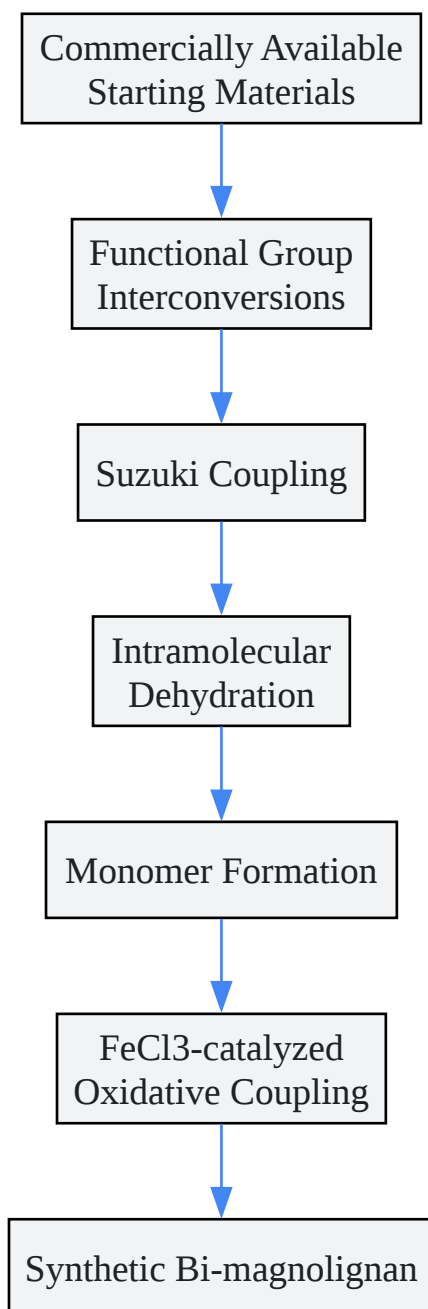 Commercially Available
Starting Materials
Functional Group
Interconversions
Suzuki Coupling
Intramolecular
Dehydration
Monomer Formation
FeCl3-catalyzed
Oxidative Coupling
Synthetic Bi-magnolignan